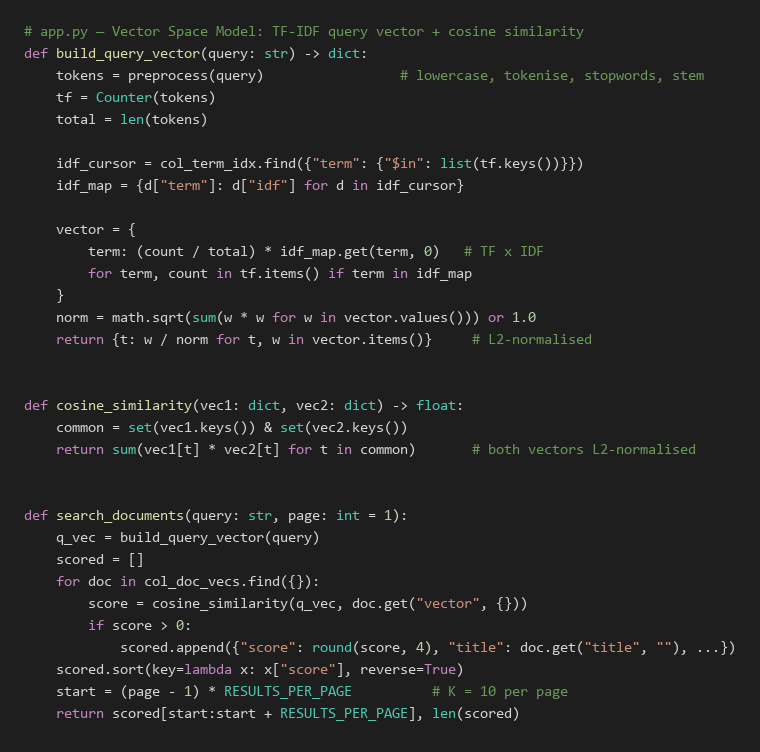 # app.py — Vector Space Model: TF-IDF query vector + cosine similarity
def build_query_vector(query: str) -> dict:
    tokens = preprocess(query)                 # lowercase, tokenise, stopwords, stem
    tf = Counter(tokens)
    total = len(tokens)

    idf_cursor = col_term_idx.find({"term": {"$in": list(tf.keys())}})
    idf_map = {d["term"]: d["idf"] for d in idf_cursor}

    vector = {
        term: (count / total) * idf_map.get(term, 0)   # TF x IDF
        for term, count in tf.items() if term in idf_map
    }
    norm = math.sqrt(sum(w * w for w in vector.values())) or 1.0
    return {t: w / norm for t, w in vector.items()}     # L2-normalised


def cosine_similarity(vec1: dict, vec2: dict) -> float:
    common = set(vec1.keys()) & set(vec2.keys())
    return sum(vec1[t] * vec2[t] for t in common)       # both vectors L2-normalised


def search_documents(query: str, page: int = 1):
    q_vec = build_query_vector(query)
    scored = []
    for doc in col_doc_vecs.find({}):
        score = cosine_similarity(q_vec, doc.get("vector", {}))
        if score > 0:
            scored.append({"score": round(score, 4), "title": doc.get("title", ""), ...})
    scored.sort(key=lambda x: x["score"], reverse=True)
    start = (page - 1) * RESULTS_PER_PAGE          # K = 10 per page
    return scored[start:start + RESULTS_PER_PAGE], len(scored)